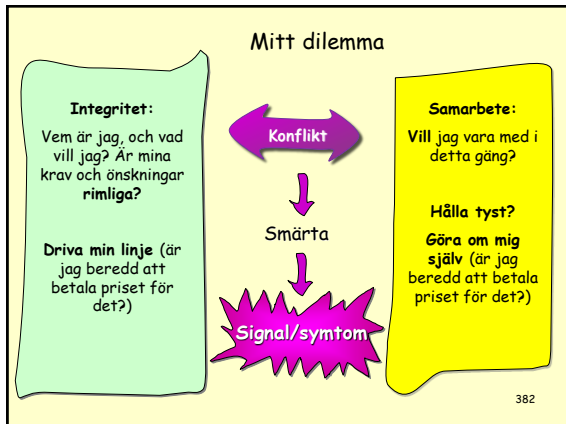 Mitt dilemma
Integritet:
Vem är jag, och vad
vill jag? Är mina
krav och önskningar
rimliga?
Driva min linje (är
jag beredd att
betala priset för
det?)
Konflikt
Smärta
Signal/symtom
Samarbete:
Vill jag vara med i
detta gäng?
Hålla tyst?
Göra om mig
själv (är jag
beredd att betala
priset för det?)
382